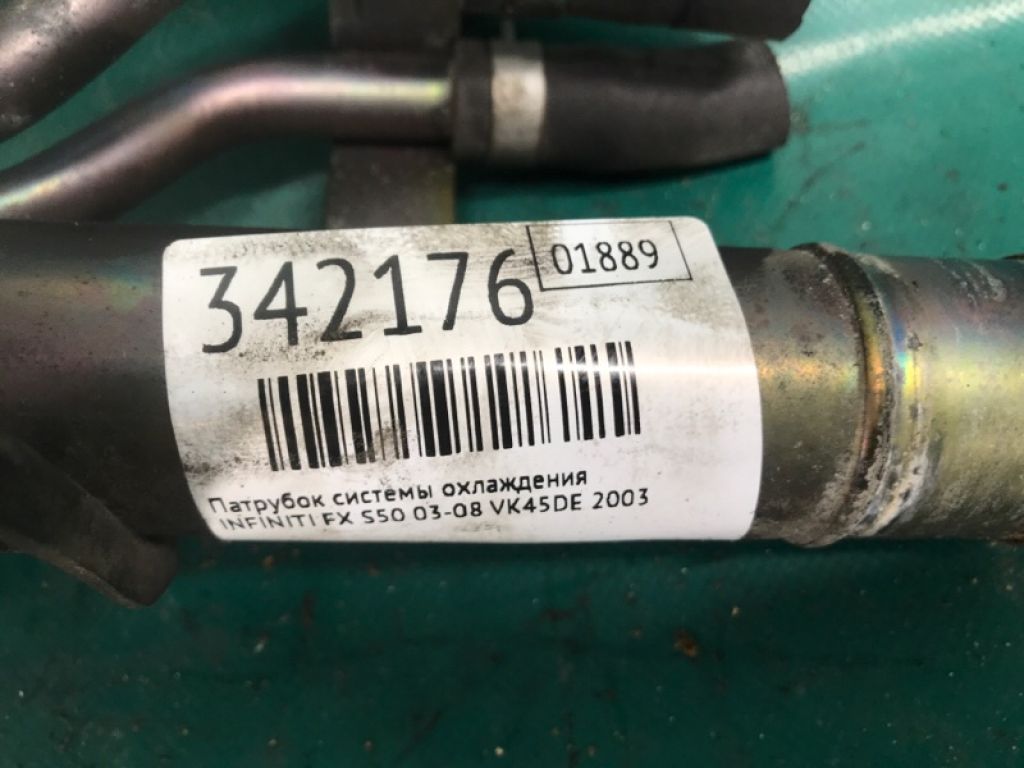 342176
01889
Патрубок системы охлаждения
INFINITI FX S50 03-08 VK45DE 2003